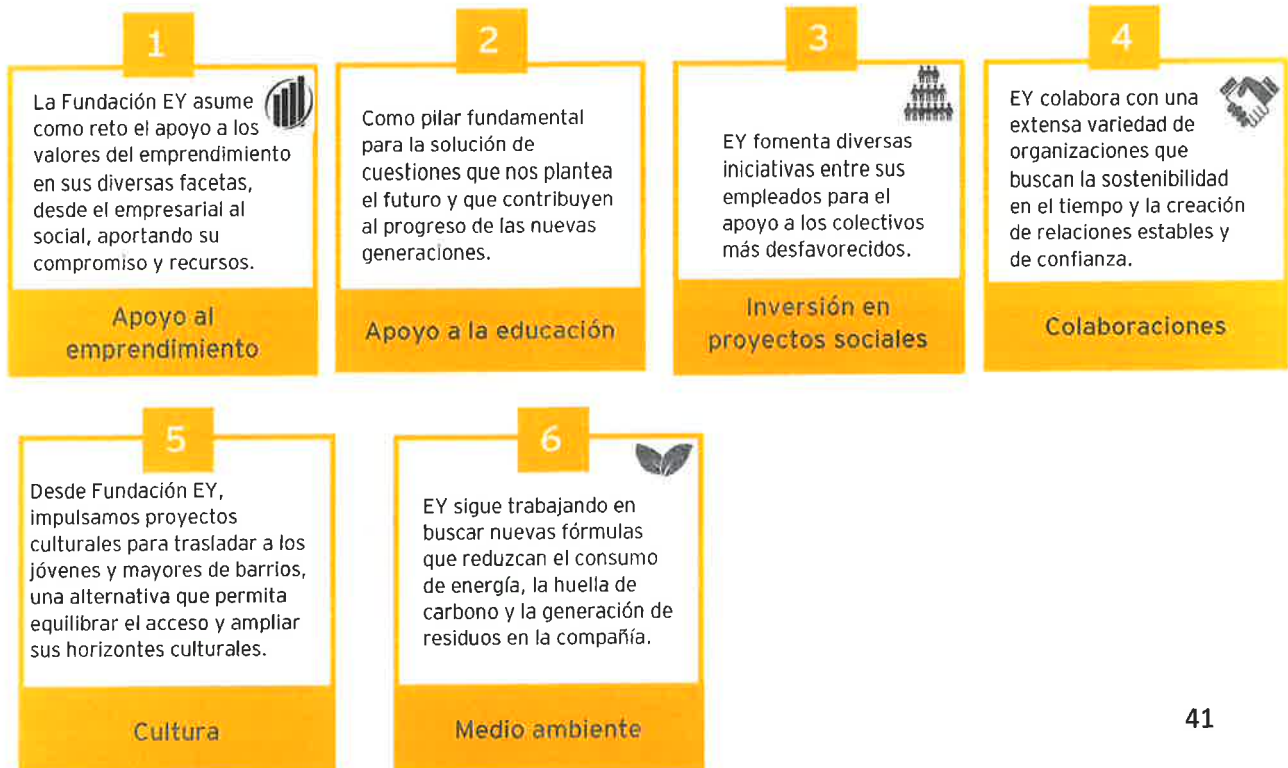 1
La Fundación EY asume
como reto el apoyo a los
valores del emprendimiento
en sus diversas facetas,
desde el empresarial al
social, aportando su
compromiso y recursos.
Apoyo al
emprendimiento
2
Como pilar fundamental
para la solución de
cuestiones que nos plantea
el futuro y que contribuyen
al progreso de las nuevas
generaciones.
Apoyo a la educación
3
EY fomenta diversas
iniciativas entre sus
empleados para el
apoyo a los colectivos
más desfavorecidos.
Inversión en
proyectos sociales
4
EY colabora con una
extensa variedad de
organizaciones que
buscan la sostenibilidad
en el tiempo y la creación
de relaciones estables y
de confianza.
Colaboraciones
5
Desde Fundación EY,
impulsamos proyectos
culturales para trasladar a los
jóvenes y mayores de barrios,
una alternativa que permita
equilibrar el acceso y ampliar
sus horizontes culturales.
Cultura
6
EY sigue trabajando en
buscar nuevas fórmulas
que reduzcan el consumo
de energía, la huella de
carbono y la generación de
residuos en la compañía.
Medio ambiente
41